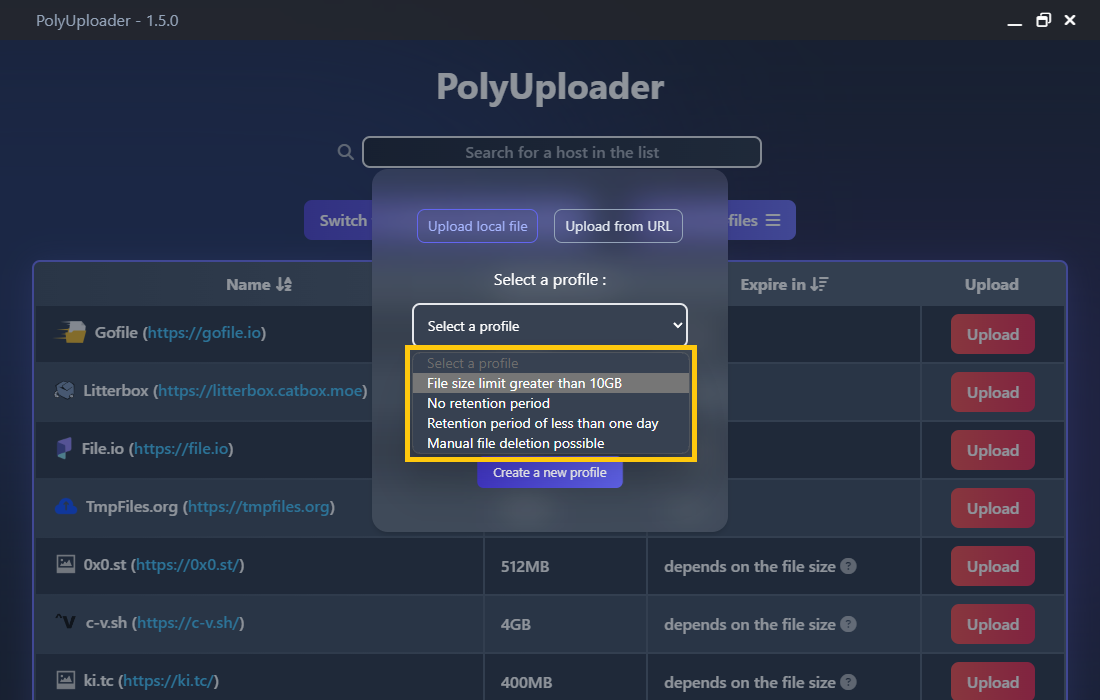 PolyUploader - 1.5.0
PolyUploader
Search for a host in the list
Switch
files
Upload local file
Upload from URL
Select a profile :
Select a profile
Select a profile
File size limit greater than 10GB
No retention period
Retention period of less than one day
Manual file deletion possible
Create a new profile
Name
Expire in
Upload
Gofile (https://gofile.io)
Upload
Litterbox (https://litterbox.catbox.moe)
Upload
File.io (https://file.io)
Upload
TmpFiles.org (https://tmpfiles.org)
Upload
0x0.st (https://0x0.st/)
512MB
depends on the file size ?
Upload
c-v.sh (https://c-v.sh/)
4GB
depends on the file size ?
Upload
ki.tc (https://ki.tc/)
400MB
depends on the file size ?
Upload